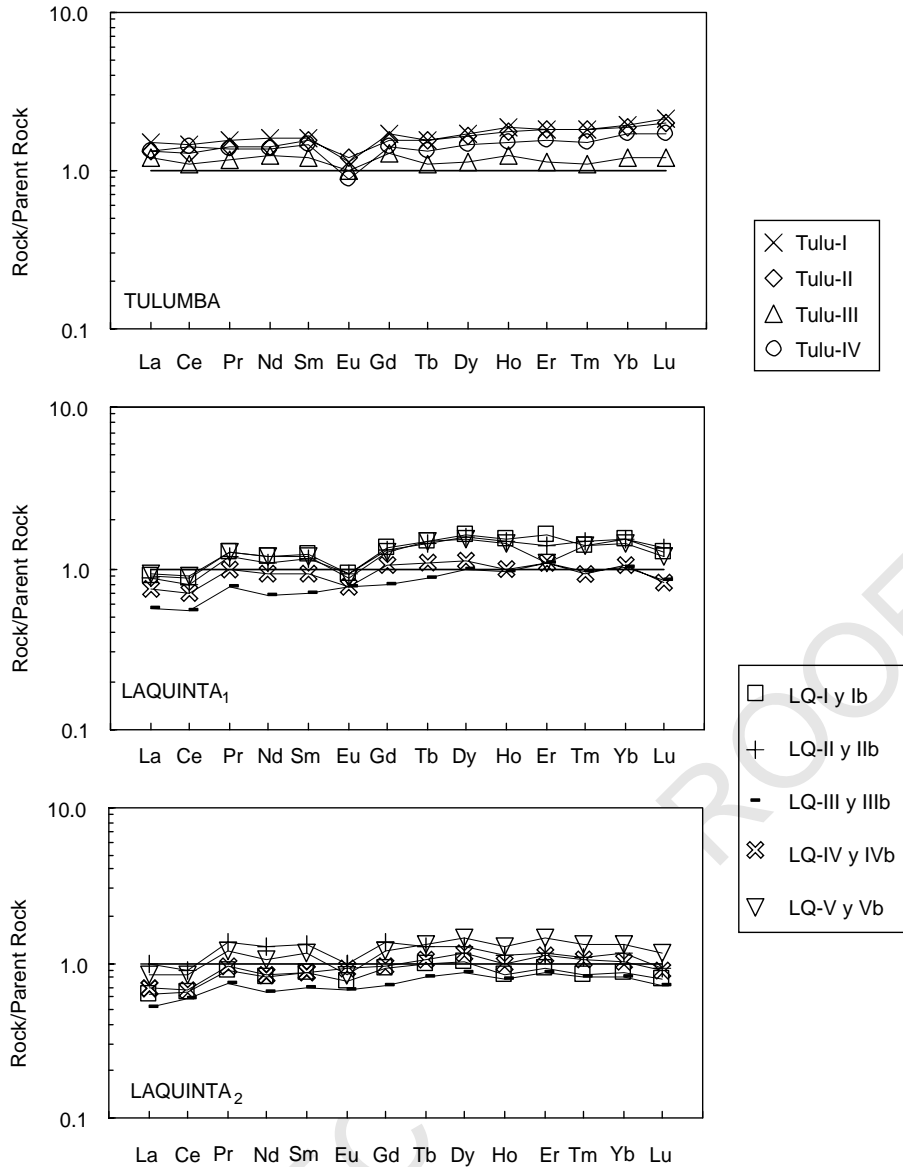 10.0
1.0
0.1
Rock/Parent Rock
TULUMBA
La Ce Pr Nd Sm Eu Gd Tb Dy Ho Er Tm Yb Lu
Tulu-I
Tulu-II
Tulu-III
Tulu-IV
10.0
1.0
0.1
Rock/Parent Rock
LAQUINTA1
La Ce Pr Nd Sm Eu Gd Tb Dy Ho Er Tm Yb Lu
LQ-I y Ib
LQ-II y IIb
LQ-III y IIIb
LQ-IV y IVb
LQ-V y Vb
10.0
1.0
0.1
Rock/Parent Rock
LAQUINTA2
La Ce Pr Nd Sm Eu Gd Tb Dy Ho Er Tm Yb Lu